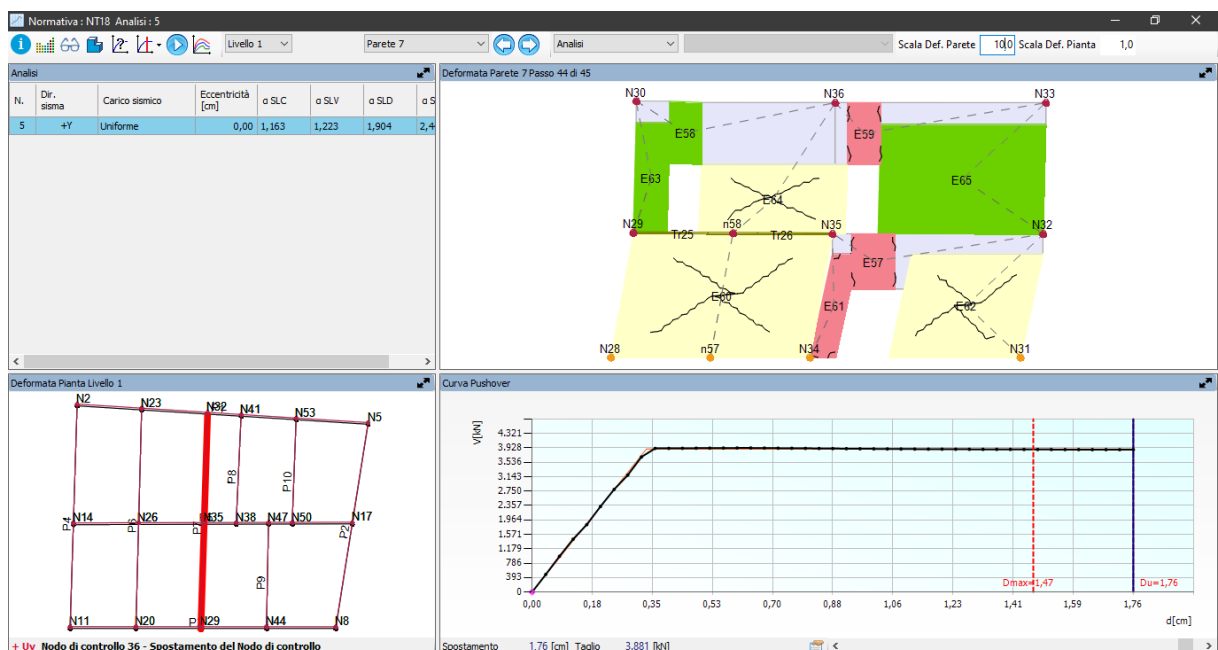 Normativa : NT18 Analisi : 5
Livello 1 Parete 7 Analisi Scala Def. Parete 10,0 Scala Def. Pianta 1,0
Analisi
N. Dir. sisma Carico sismico Eccentricità [cm] α SLC α SLV α SLD α S
5 +Y Uniforme 0,00 1,163 1,223 1,904 2,4
Deformata Parete 7 Passo 44 di 45
N30 N36 N33
E58 E59
E63 E64 E65
N29 n58 N35 N32
Tr25 Tr26
E57
E60 E61 E62
N28 n57 N34 N31
Deformata Pianta Livello 1
N2 N23 N32 N41 N53 N5
P8 P10
N14 N26 N35 N38 N47 N50 N17
P4 P6 P7 P2
P9
N11 N20 N29 N44 N8
+ Uy Nodo di controllo 36 - Spostamento del Nodo di controllo
Curva Pushover
V[kN]
4.321
3.928
3.536
3.143
2.750
2.357
1.964
1.571
1.179
786
393
0
Dmax=1,47 Du=1,76
0,00 0,18 0,35 0,53 0,70 0,88 1,06 1,23 1,41 1,59 1,76
d[cm]
Spostamento 1,76 [cm] Taglio 3.881 [kN]